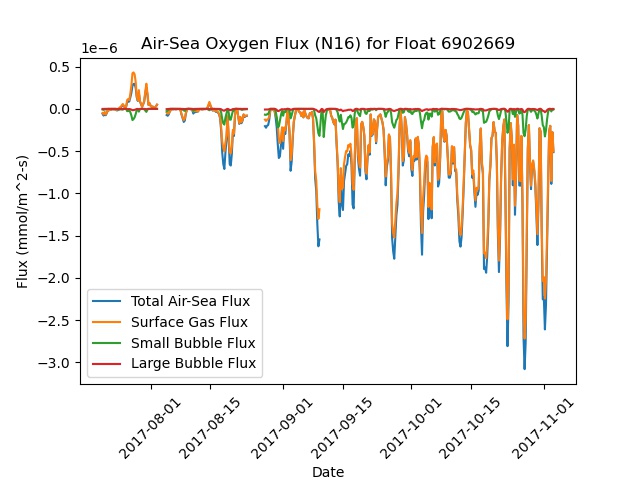 Air-Sea Oxygen Flux (N16) for Float 6902669
1e−6
0.5
0.0
−0.5
−1.0
−1.5
−2.0
−2.5
−3.0
Flux (mmol/m^2-s)
Total Air-Sea Flux
Surface Gas Flux
Small Bubble Flux
Large Bubble Flux
2017-08-01
2017-08-15
2017-09-01
2017-09-15
2017-10-01
2017-10-15
2017-11-01
Date